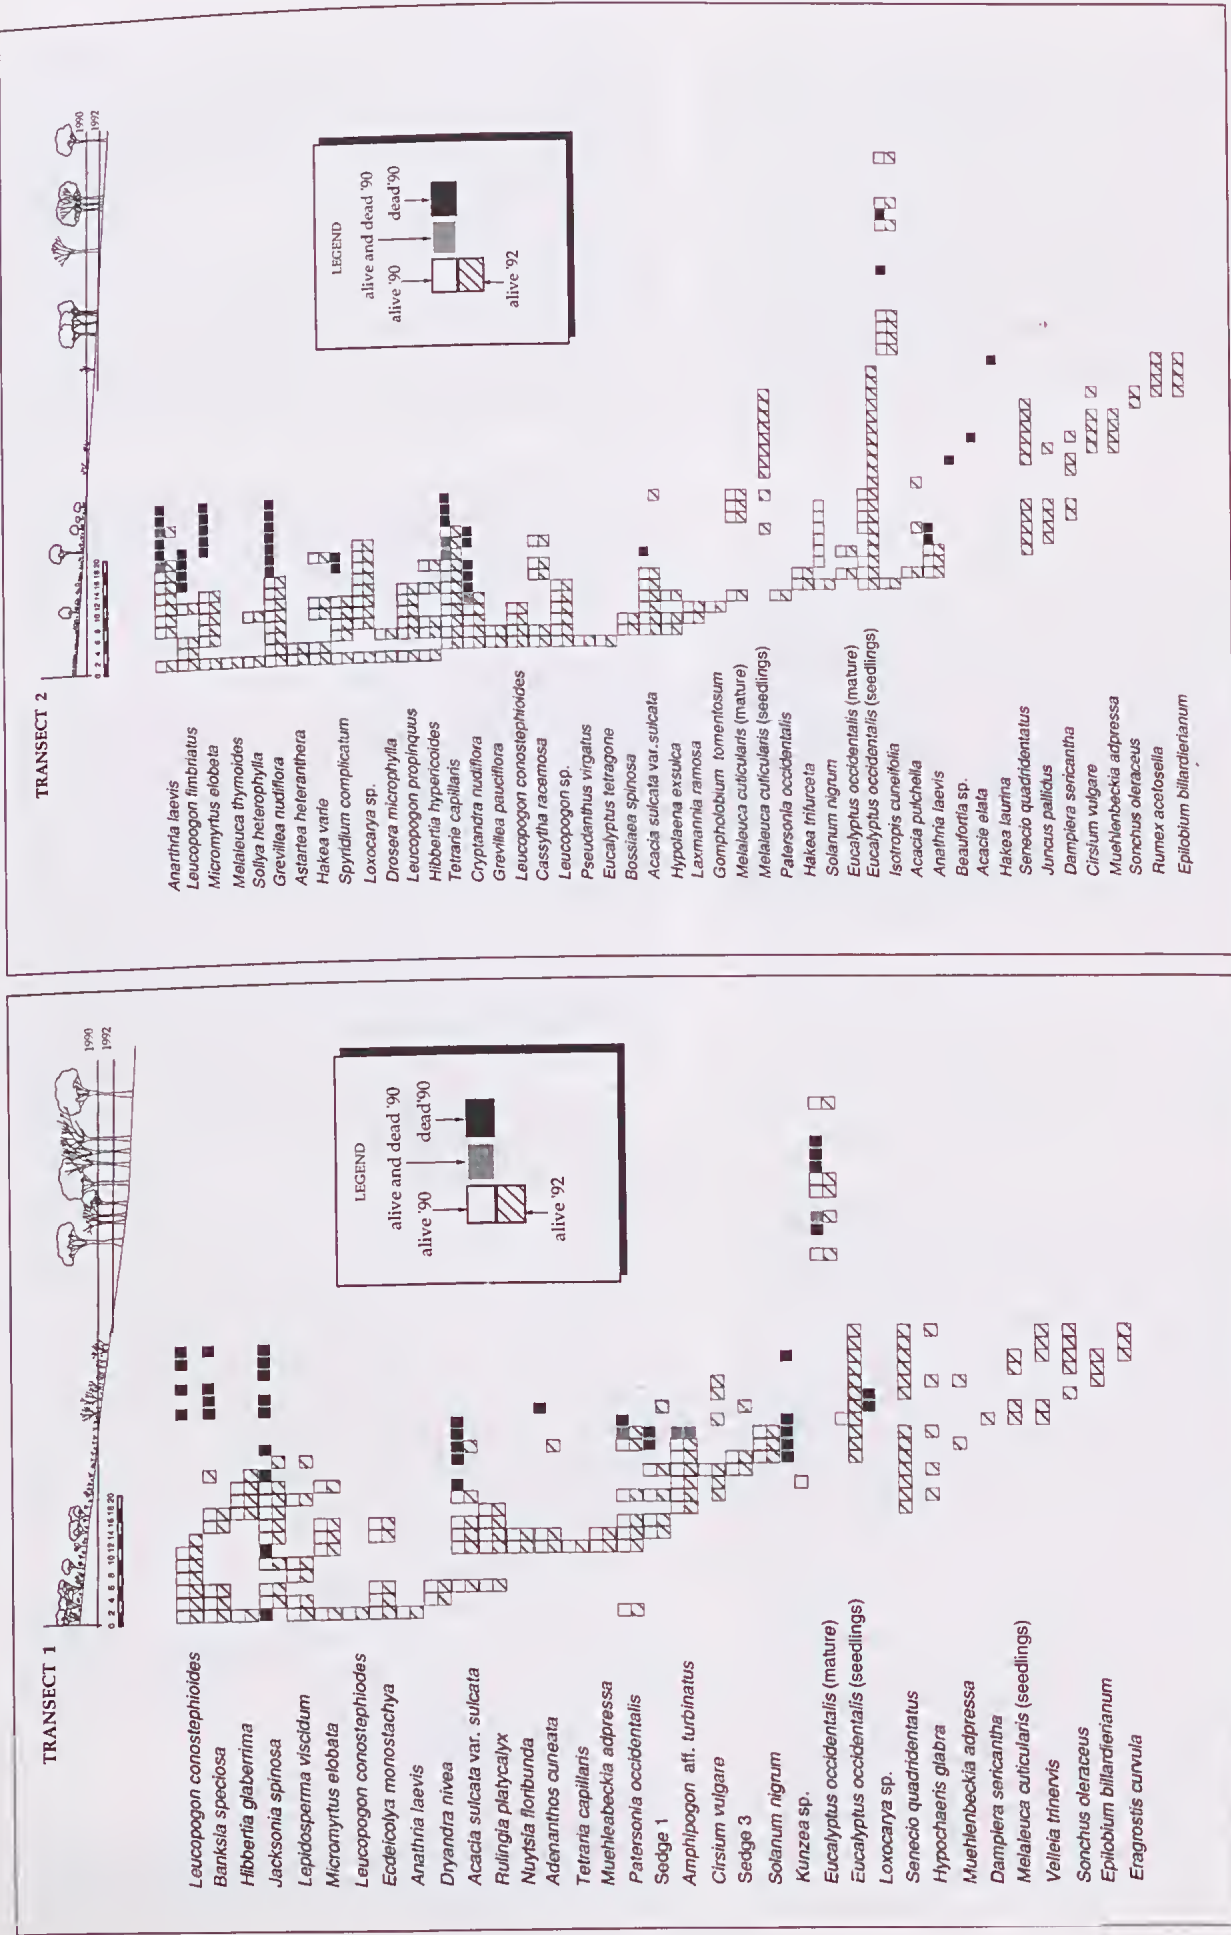 TRANSECT 1
1990
1992
0 2 4 6 8 10 12 14 16 18 20
LEGEND
alive and dead '90
alive '90
dead'90
alive '92
Leucopogon conostephioides
Banksia speciosa
Hibbertia glaberrima
Jacksonia spinosa
Lepidosperma viscidum
Micromyrtus elobata
Leucopogon conostephiodes
Ecdeicolya monostachya
Anathria laevis
Dryandra nivea
Acacia sulcata var. sulcata
Rulingia platycalyx
Nuytsia floribunda
Adenanthos cuneata
Tetraria capillaris
Muehleabeckia adpressa
Patersonia occidentalis
Sedge 1
Amphipogon aff. turbinatus
Cirsium vulgare
Sedge 3
Solanum nigrum
Kunzea sp.
Eucalyptus occidentalis (mature)
Eucalyptus occidentalis (seedlings)
Loxocarya sp.
Senecio quadridentatus
Hypochaeris glabra
Muehlenbeckia adpressa
Damplera sericantha
Melaleuca cuticularis (seedlings)
Velleia trinervis
Sonchus oleraceus
Epilobium billardierianum
Eragrostis curvula
TRANSECT 2
1990
1992
0 2 4 6 8 10 12 14 16 18 20
LEGEND
alive and dead '90
alive '90
dead'90
alive '92
Anarthria laevis
Leucopogon fimbriatus
Micromyrtus elobata
Melaleuca thymoides
Sollya heterophylla
Grevillea nudiflora
Astartea heteranthera
Hakea varie
Spyridium complicatum
Loxocarya sp.
Drosera microphylla
Leucopogon propinquus
Hibbertia hypericoides
Tetrarie capillaris
Cryptandra nudiflora
Grevillea pauciflora
Leucopogon conostephioides
Cassytha racemosa
Leucopogon sp.
Pseudanthus virgatus
Eucalyptus tetragone
Bossiaea spinosa
Acacia sulcata var.sulcata
Hypolaena exsulca
Laxmannia ramosa
Gompholobium tomentosum
Melaleuca cuticularis (mature)
Melaleuca cuticularis (seedlings)
Patersonia occidentalis
Hakea trifurceta
Solanum nigrum
Eucalyptus occidentalis (mature)
Eucalyptus occidentalis (seedlings)
Isotropis cuneifolia
Acacia pulchella
Anathria laevis
Beaufortia sp.
Acacie elata
Hakea laurina
Senecio quadridentatus
Juncus pallidus
Damplera sericantha
Cirsium vulgare
Muehlenbeckia adpressa
Sonchus oleraceus
Rumex acetosella
Epilobium billardierianum